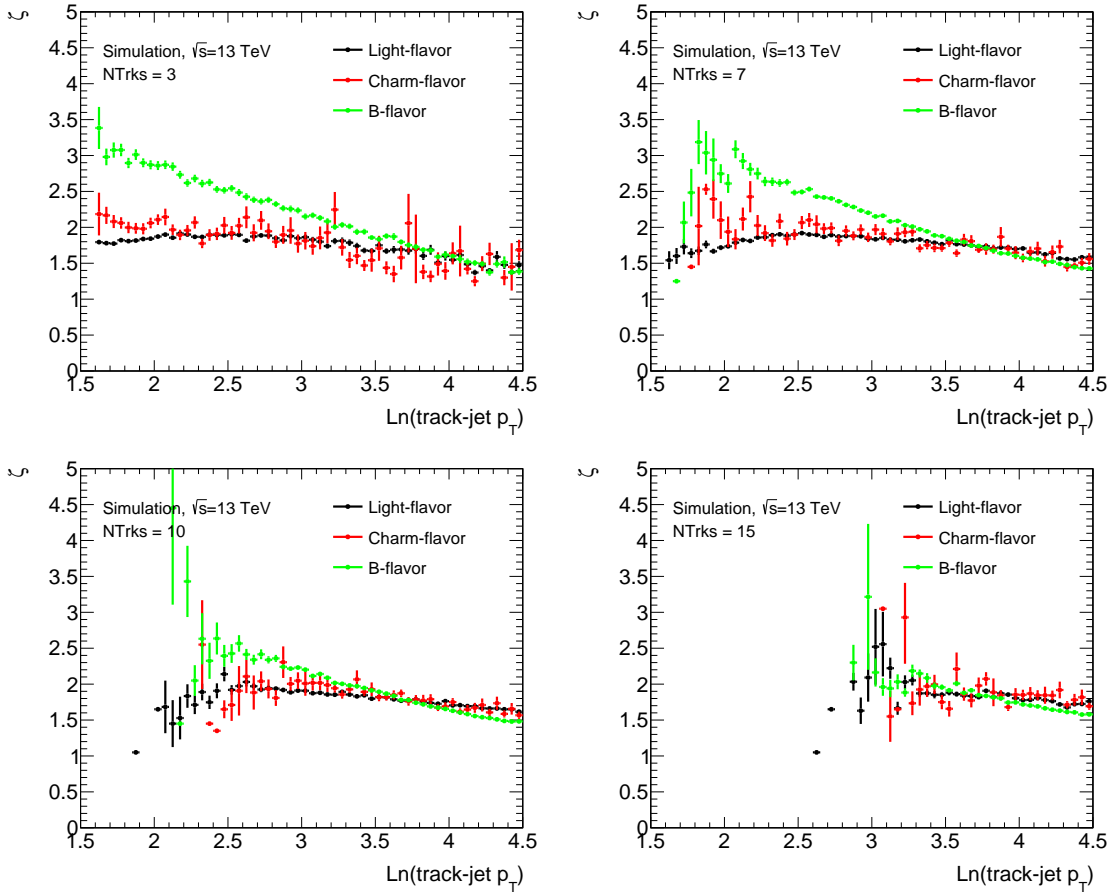 ζ
5
4.5
4
3.5
3
2.5
2
1.5
1
0.5
0
Simulation, √s=13 TeV
NTrks = 3
Light-flavor
Charm-flavor
B-flavor
1.5 2 2.5 3 3.5 4 4.5
Ln(track-jet p_T)
ζ
5
4.5
4
3.5
3
2.5
2
1.5
1
0.5
0
Simulation, √s=13 TeV
NTrks = 7
Light-flavor
Charm-flavor
B-flavor
1.5 2 2.5 3 3.5 4 4.5
Ln(track-jet p_T)
ζ
5
4.5
4
3.5
3
2.5
2
1.5
1
0.5
0
Simulation, √s=13 TeV
NTrks = 10
Light-flavor
Charm-flavor
B-flavor
1.5 2 2.5 3 3.5 4 4.5
Ln(track-jet p_T)
ζ
5
4.5
4
3.5
3
2.5
2
1.5
1
0.5
0
Simulation, √s=13 TeV
NTrks = 15
Light-flavor
Charm-flavor
B-flavor
1.5 2 2.5 3 3.5 4 4.5
Ln(track-jet p_T)